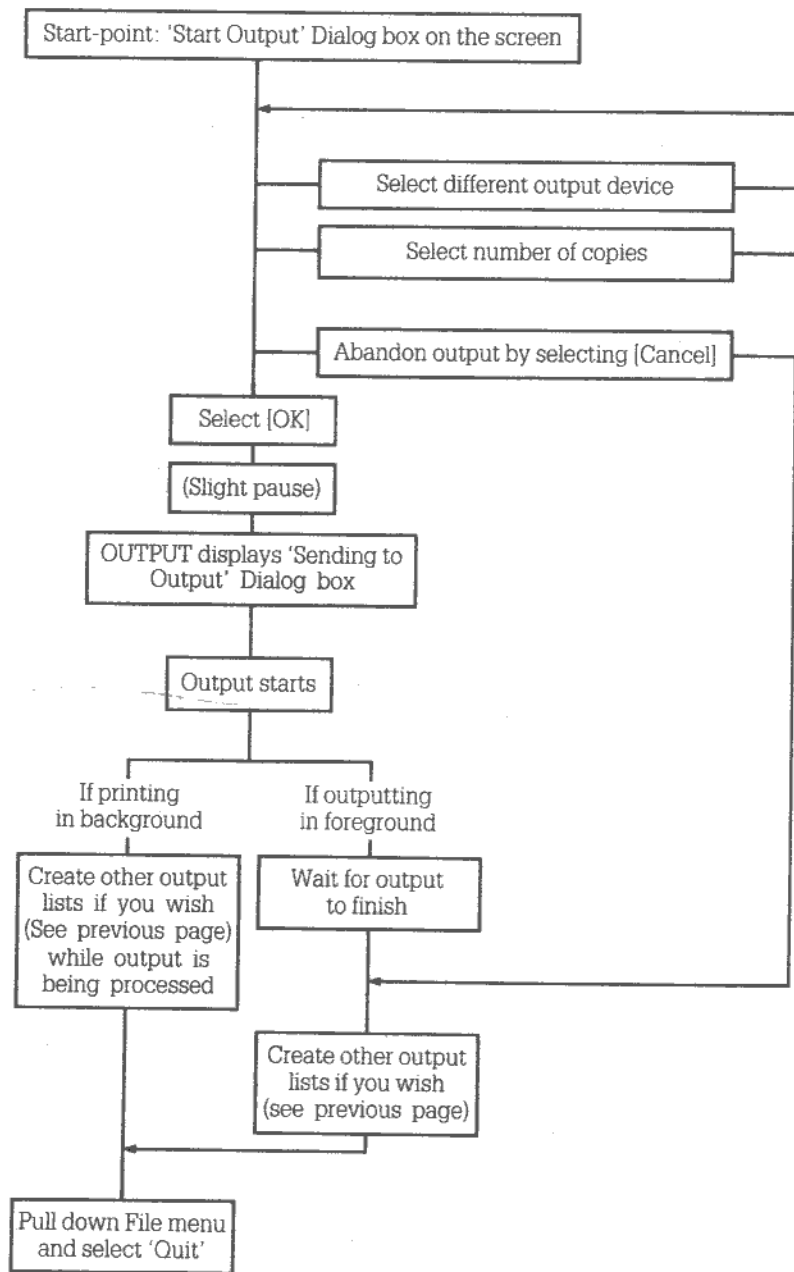 Start-point: 'Start Output' Dialog box on the screen
Select different output device
Select number of copies
Abandon output by selecting [Cancel]
Select [OK]
(Slight pause)
OUTPUT displays 'Sending to
Output' Dialog box
Output starts
If printing
in background
If outputting
in foreground
Create other output
lists if you wish
(See previous page)
while output is
being processed
Wait for output
to finish
Create other output
lists if you wish
(see previous page)
Pull down File menu
and select 'Quit'